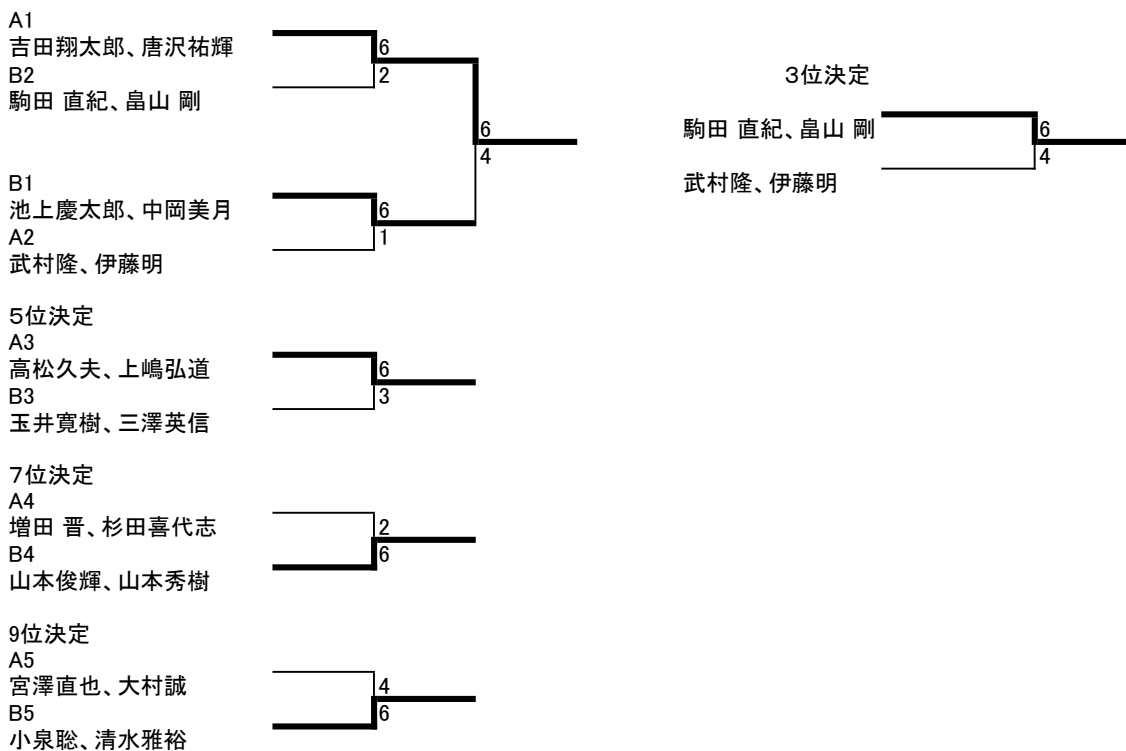 A1
吉田翔太郎、唐沢祐輝
B2
駒田 直紀、畠山 剛
6
2
B1
池上慶太郎、中岡美月
A2
武村隆、伊藤明
6
1
6
4
3位決定
駒田 直紀、畠山 剛
武村隆、伊藤明
6
4
5位決定
A3
高松久夫、上嶋弘道
B3
玉井寛樹、三澤英信
6
3
7位決定
A4
増田 晋、杉田喜代志
B4
山本俊輝、山本秀樹
2
6
9位決定
A5
宮澤直也、大村誠
B5
小泉聡、清水雅裕
4
6